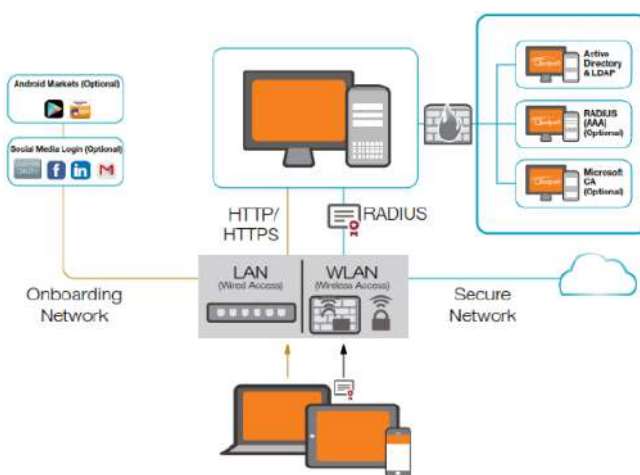 Android Markets (Optional)
Social Media Login (Optional)
Active
Directory
& LDAP
RADIUS
(AAA)
(Optional)
Microsoft
CA
(Optional)
HTTP/
HTTPS
RADIUS
LAN
(Wired Access)
WLAN
(Wireless Access)
Onboarding
Network
Secure
Network